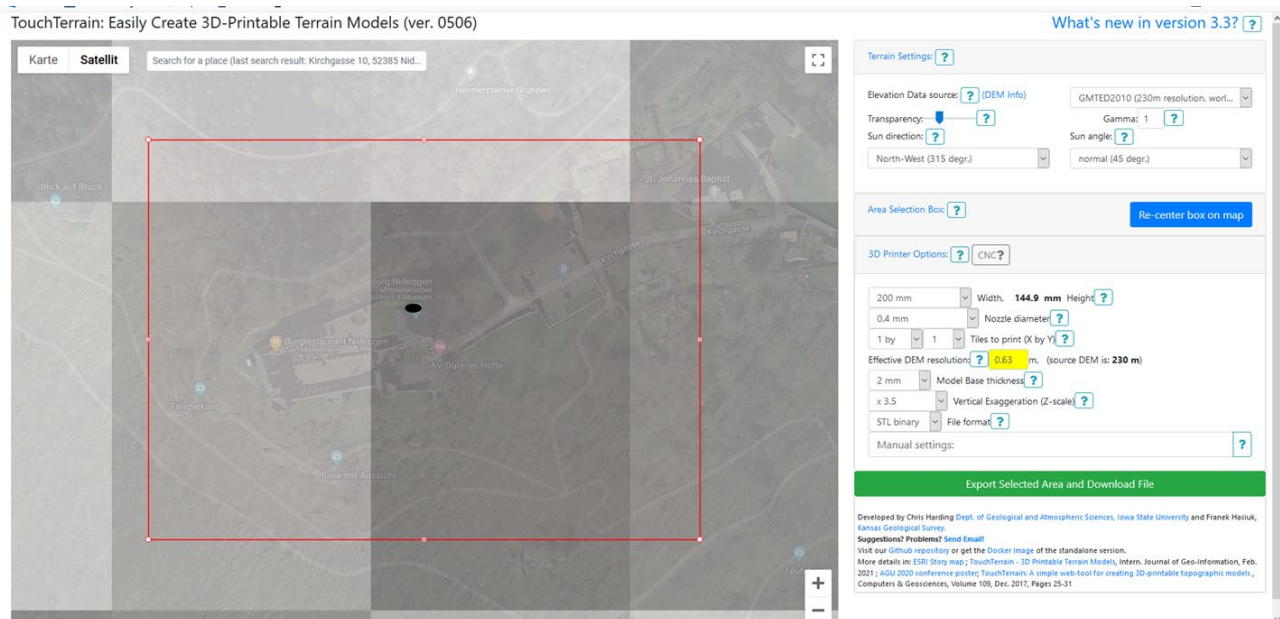 TouchTerrain: Easily Create 3D-Printable Terrain Models (ver. 0506)
What's new in version 3.3? ?
Karte Satellit
Search for a place (last search result: Kirchgasse 10, 52385 Nid...
Heinersteiner Brunnen
Blick auf Brück
St. Johannes Baptist
Kirchgasse
Kirchgasse
Burg Nideggen
Mittelalterliches
Schloss & Museum
Burgrestaurant Nideggen
DAV-Dürener Hütte
Felsbalkon
Bank mit Aussicht
Terrain Settings: ?
Elevation Data source: ? (DEM Info)
GMTED2010 (230m resolution, worl...
Transparency: ?
Gamma: 1 ?
Sun direction: ?
Sun angle: ?
North-West (315 degr.)
normal (45 degr.)
Area Selection Box: ?
Re-center box on map
3D Printer Options: ? CNC?
200 mm Width, 144.9 mm Height ?
0.4 mm Nozzle diameter ?
1 by 1 Tiles to print (X by Y) ?
Effective DEM resolution: ? 0.63 m, (source DEM is: 230 m)
2 mm Model Base thickness ?
x 3.5 Vertical Exaggeration (Z-scale) ?
STL binary File format ?
Manual settings: ?
Export Selected Area and Download File
Developed by Chris Harding Dept. of Geological and Atmospheric Sciences, Iowa State University and Franek Hasiuk,
Kansas Geological Survey.
Suggestions? Problems? Send Email!
Visit our Github repository or get the Docker Image of the standalone version.
More details in: ESRI Story map ; TouchTerrain - 3D Printable Terrain Models, Intern. Journal of Geo-Information, Feb.
2021 ; AGU 2020 conference poster; TouchTerrain: A simple web-tool for creating 3D-printable topographic models ,
Computers & Geosciences, Volume 109, Dec. 2017, Pages 25-31